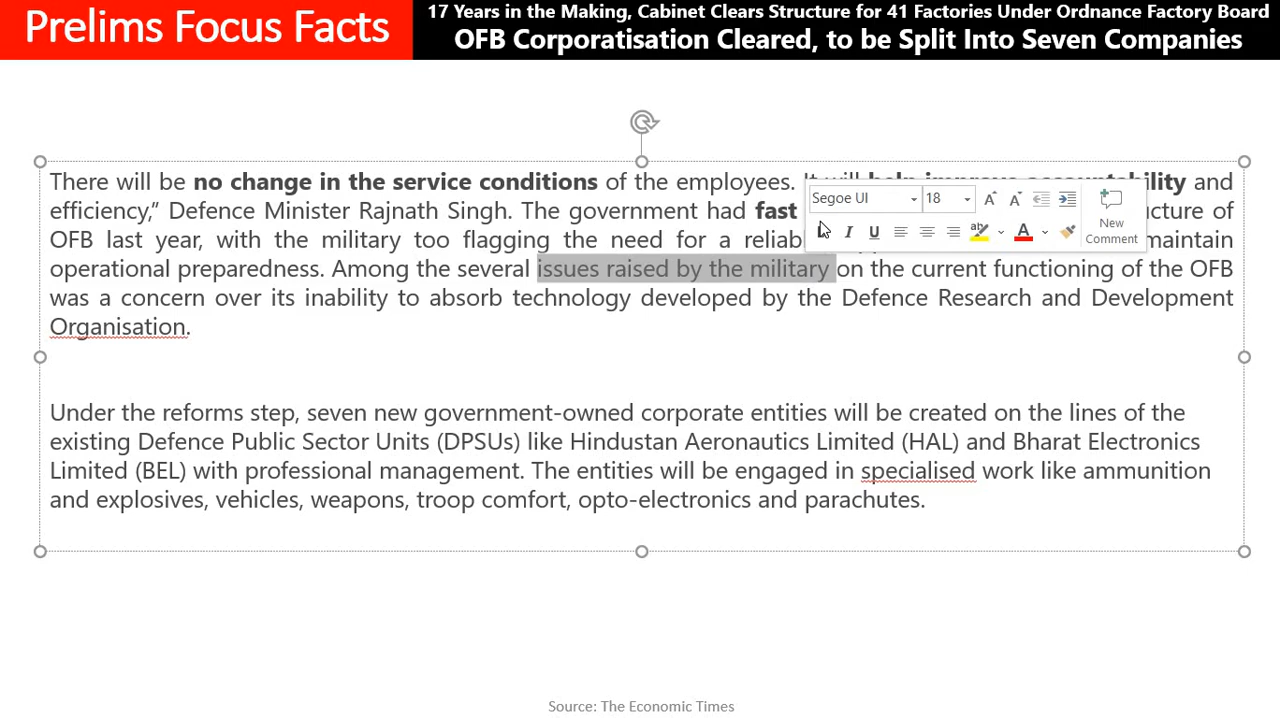 Prelims Focus Facts
17 Years in the Making, Cabinet Clears Structure for 41 Factories Under Ordnance Factory Board
OFB Corporatisation Cleared, to be Split Into Seven Companies
There will be no change in the service conditions of the employees. It will help improve accountability and
efficiency,” Defence Minister Rajnath Singh. The government had fast ucture of
OFB last year, with the military too flagging the need for a maintain
operational preparedness. Among the several issues raised by the military on the current functioning of the OFB
was a concern over its inability to absorb technology developed by the Defence Research and Development
Organisation.
Segoe UI 18
New
Comment
Under the reforms step, seven new government-owned corporate entities will be created on the lines of the
existing Defence Public Sector Units (DPSUs) like Hindustan Aeronautics Limited (HAL) and Bharat Electronics
Limited (BEL) with professional management. The entities will be engaged in specialised work like ammunition
and explosives, vehicles, weapons, troop comfort, opto-electronics and parachutes.
Source: The Economic Times